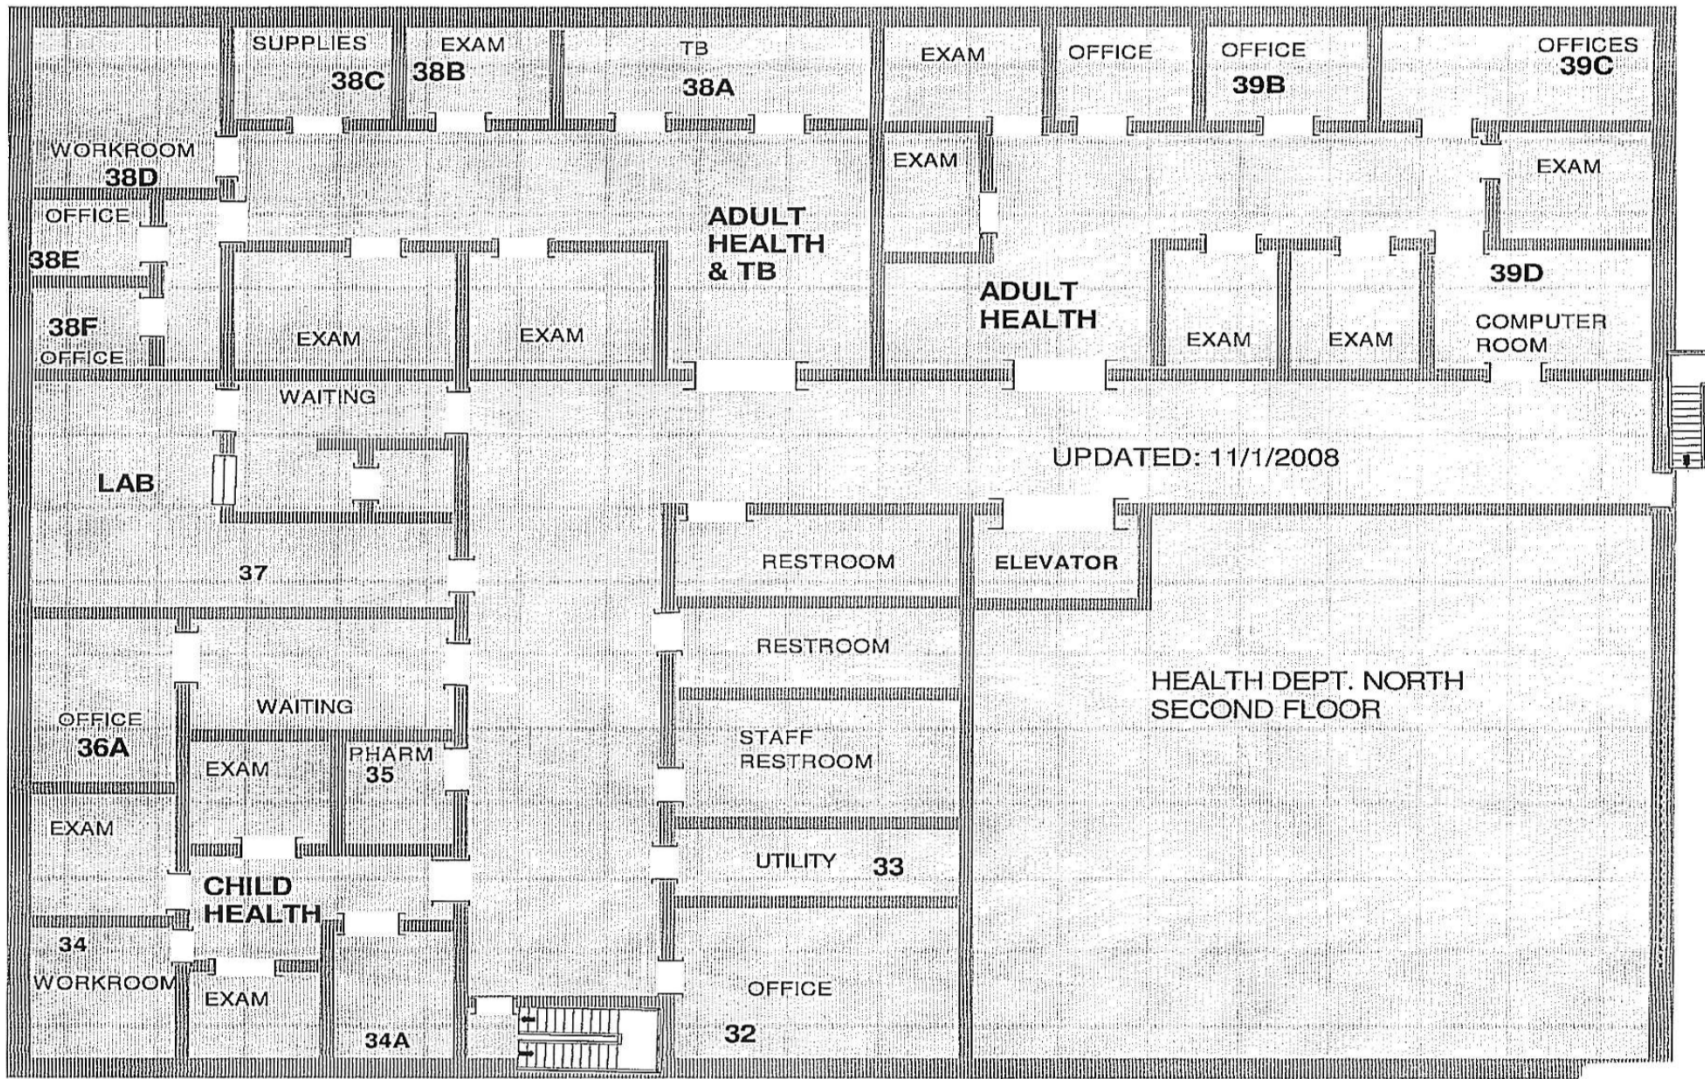 SUPPLIES
38C
EXAM
38B
TB
38A
EXAM
OFFICE
OFFICE
39B
OFFICES
39C
WORKROOM
38D
EXAM
EXAM
OFFICE
38E
ADULT
HEALTH
& TB
39D
38F
OFFICE
EXAM
EXAM
ADULT
HEALTH
EXAM
EXAM
COMPUTER
ROOM
WAITING
LAB
UPDATED: 11/1/2008
37
RESTROOM
ELEVATOR
RESTROOM
WAITING
HEALTH DEPT. NORTH
SECOND FLOOR
OFFICE
36A
EXAM
PHARM
35
STAFF
RESTROOM
EXAM
UTILITY 33
CHILD
HEALTH
34
WORKROOM
EXAM
34A
OFFICE
32